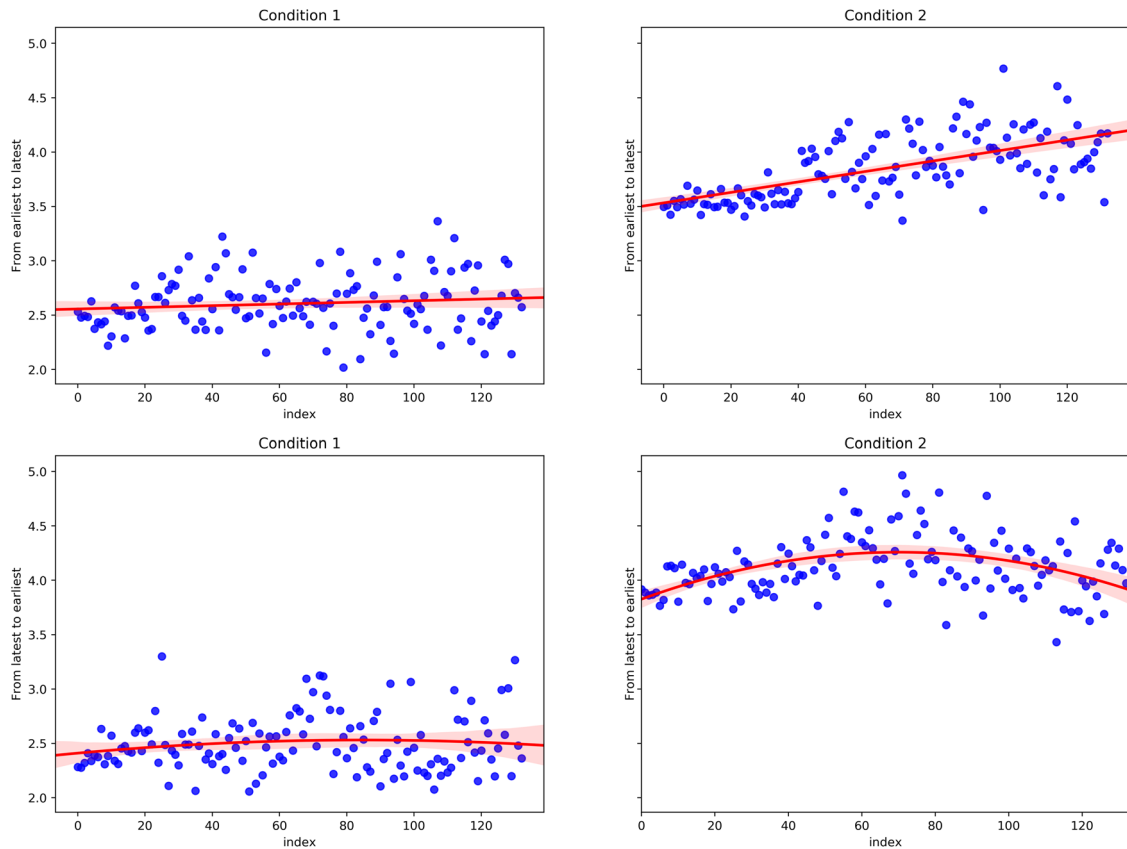 Condition 1
Condition 2
From earliest to latest
5.0
4.5
4.0
3.5
3.0
2.5
2.0
0 20 40 60 80 100 120
index
From earliest to latest
0 20 40 60 80 100 120
index
Condition 1
Condition 2
From latest to earliest
5.0
4.5
4.0
3.5
3.0
2.5
2.0
0 20 40 60 80 100 120
index
From latest to earliest
0 20 40 60 80 100 120
index